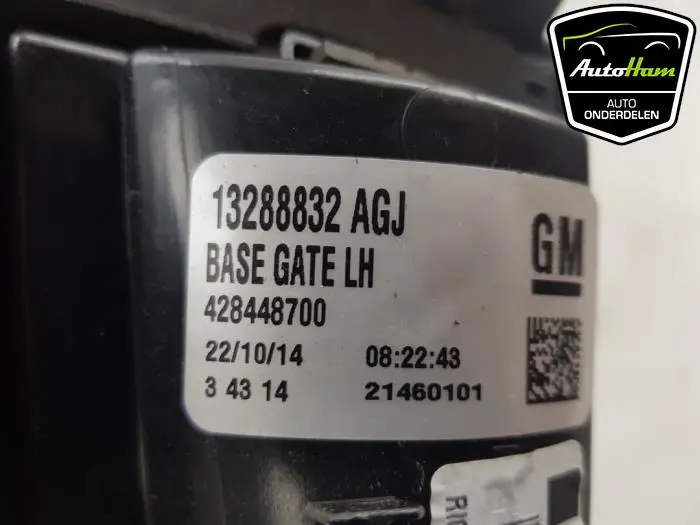 AutoHam
AUTO
ONDERDELEN
13288832 AGJ
GM
BASE GATE LH
428448700
22/10/14 08:22:43
3 43 14 21460101